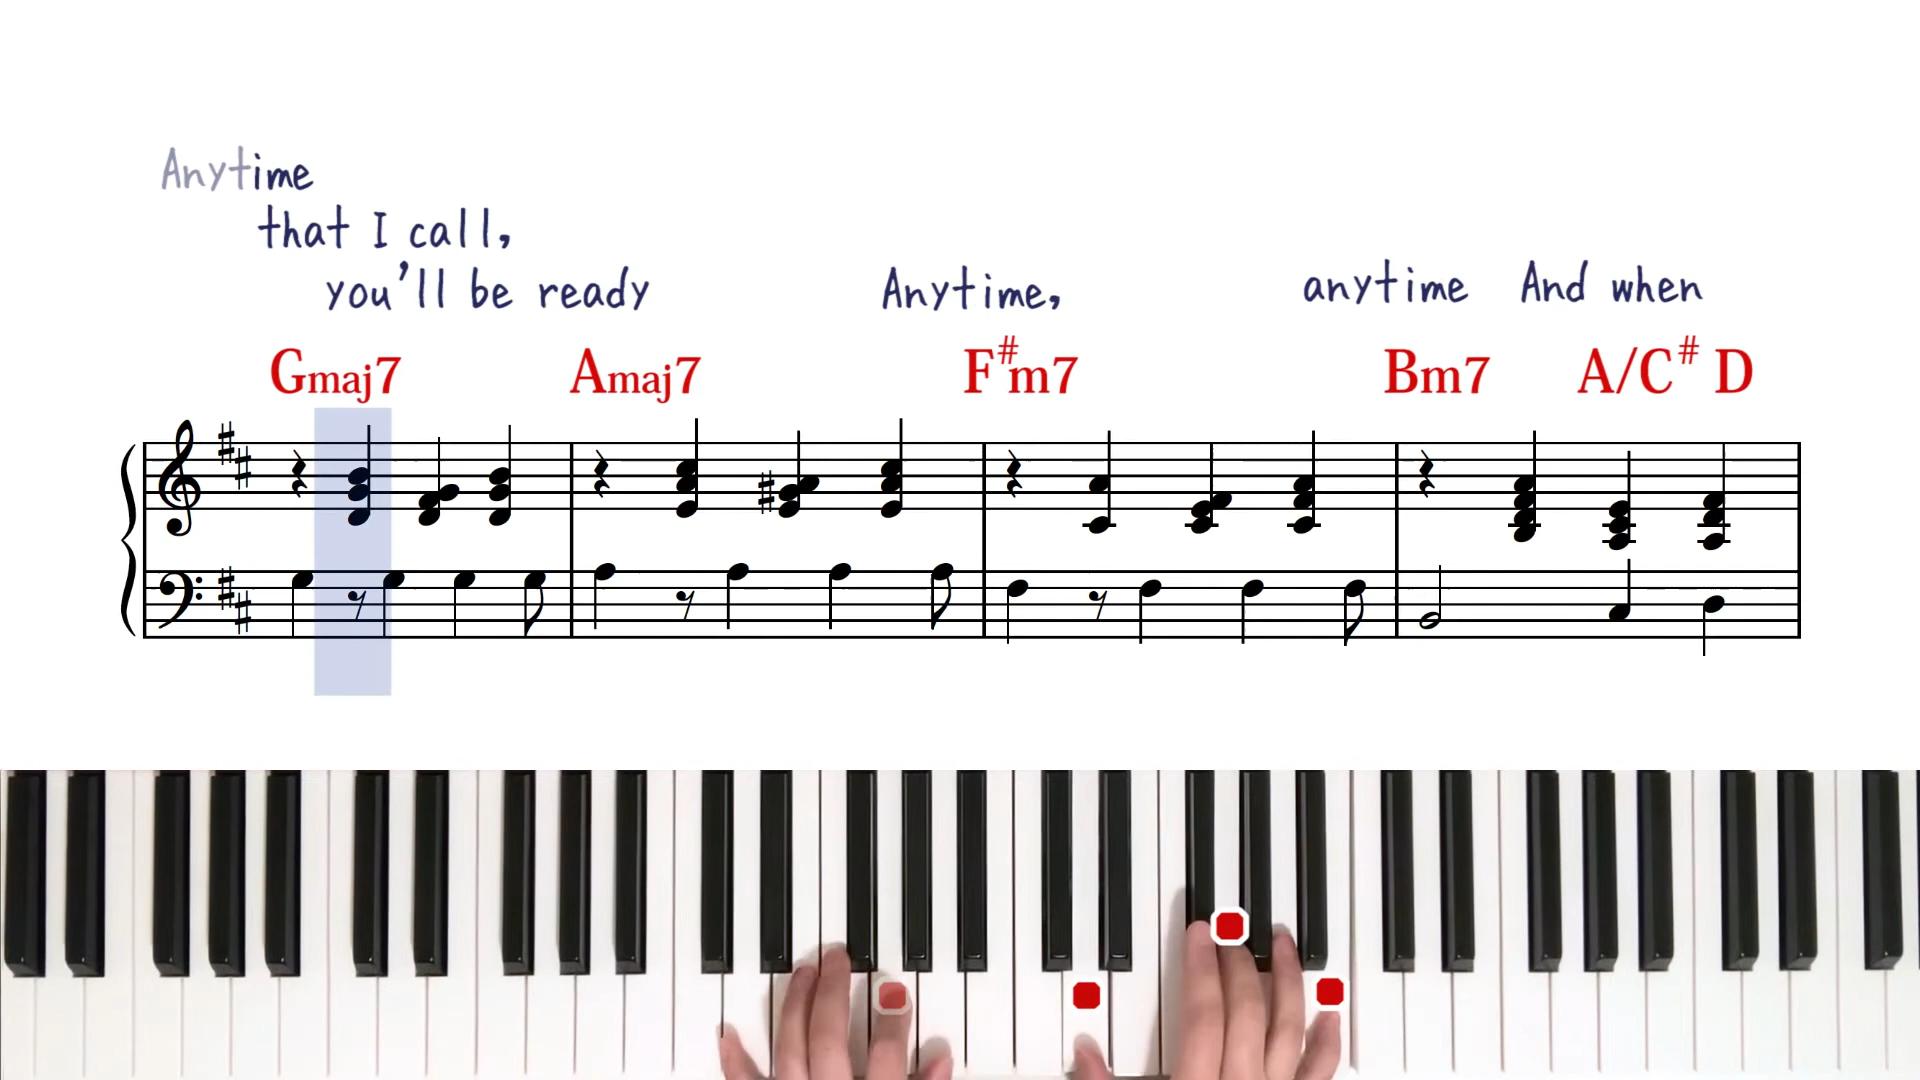 Anytime
that I call,
you'll be ready Anytime, anytime And when
Gmaj7 Amaj7 F#m7 Bm7 A/C# D